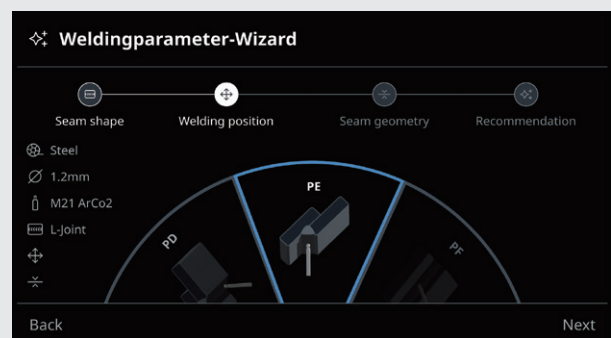 Weldingparameter-Wizard
Seam shape
Welding position
Seam geometry
Recommendation
Steel
1.2mm
M21 ArCo2
L-Joint
PD
PE
PF
Back
Next